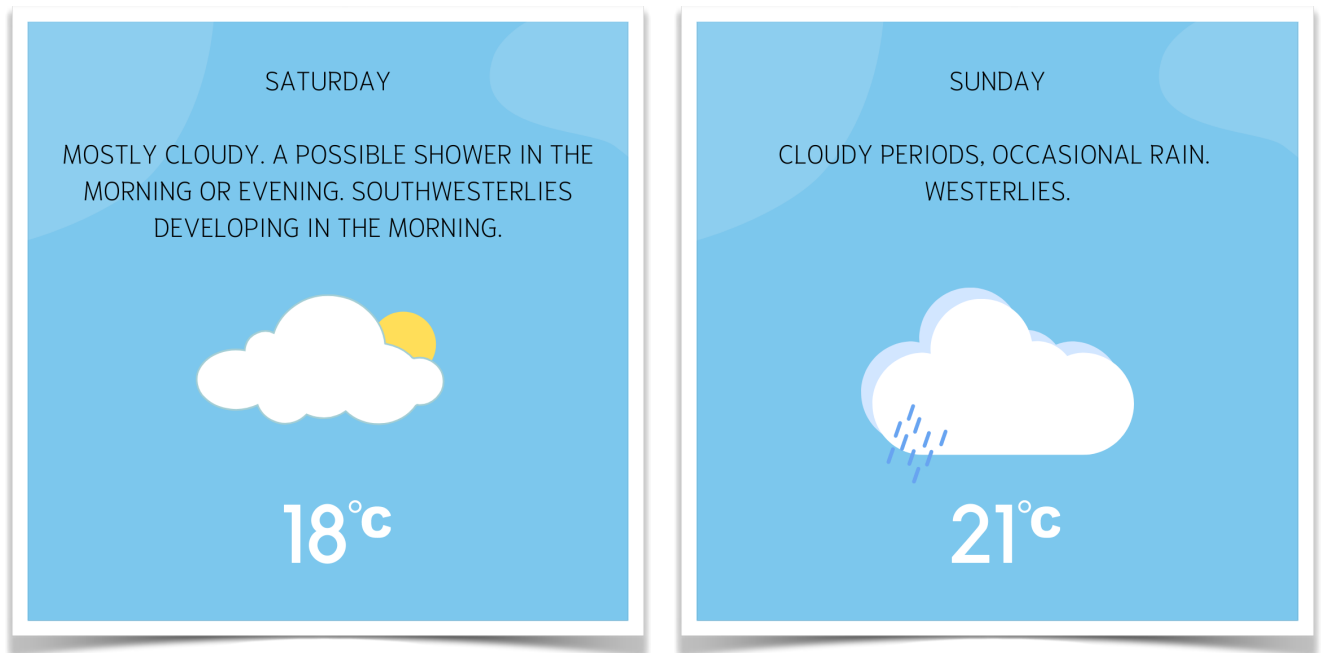 SATURDAY
MOSTLY CLOUDY. A POSSIBLE SHOWER IN THE
MORNING OR EVENING. SOUTHWESTERLIES
DEVELOPING IN THE MORNING.
18°C
SUNDAY
CLOUDY PERIODS, OCCASIONAL RAIN.
WESTERLIES.
21°C